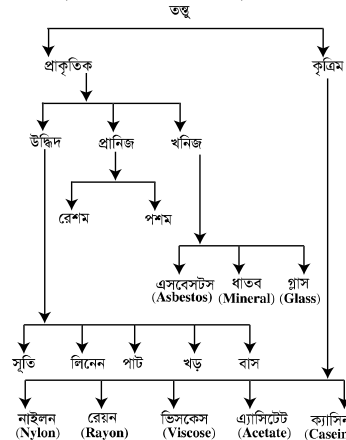 তন্তু
প্রাকৃতিক কৃত্রিম
উদ্ভিদ প্রানিজ খনিজ
রেশম পশম
এসবেসটস ধাতব গ্লাস
(Asbestos) (Mineral) (Glass)
সূতি লিনেন পাট খড় বাস
নাইলন রেয়ন ভিসকেস এ্যাসিটেট
(Nylon) (Rayon) (Viscose) (Acetate)